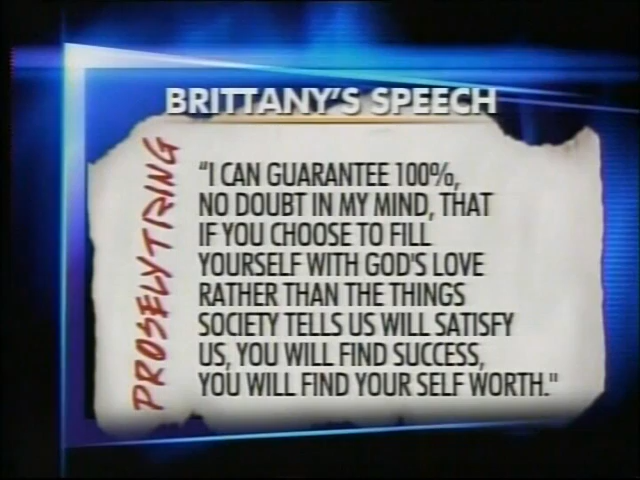 BRITTANY'S SPEECH
PROSELYTIZING
"I CAN GUARANTEE 100%,
NO DOUBT IN MY MIND, THAT
IF YOU CHOOSE TO FILL
YOURSELF WITH GOD'S LOVE
RATHER THAN THE THINGS
SOCIETY TELLS US WILL SATISFY
US, YOU WILL FIND SUCCESS,
YOU WILL FIND YOUR SELF WORTH."